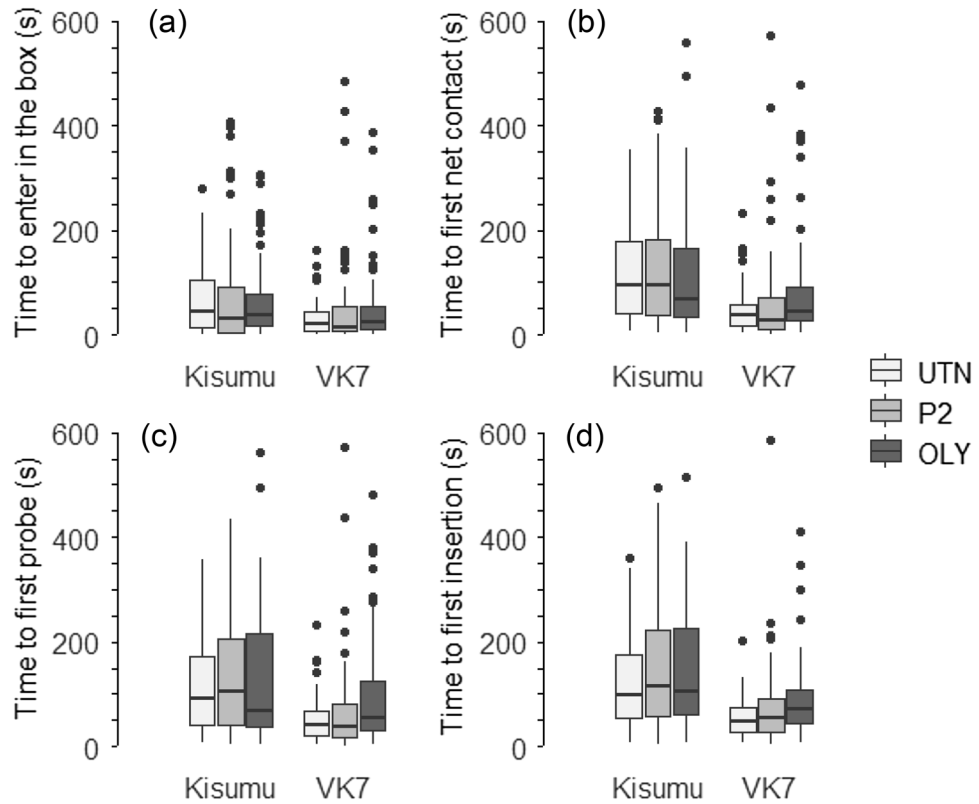 (a)
Time to enter in the box (s)
600
400
200
0
Kisumu VK7
(b)
Time to first net contact (s)
600
400
200
0
Kisumu VK7
UTN
P2
OLY
(c)
Time to first probe (s)
600
400
200
0
Kisumu VK7
(d)
Time to first insertion (s)
600
400
200
0
Kisumu VK7